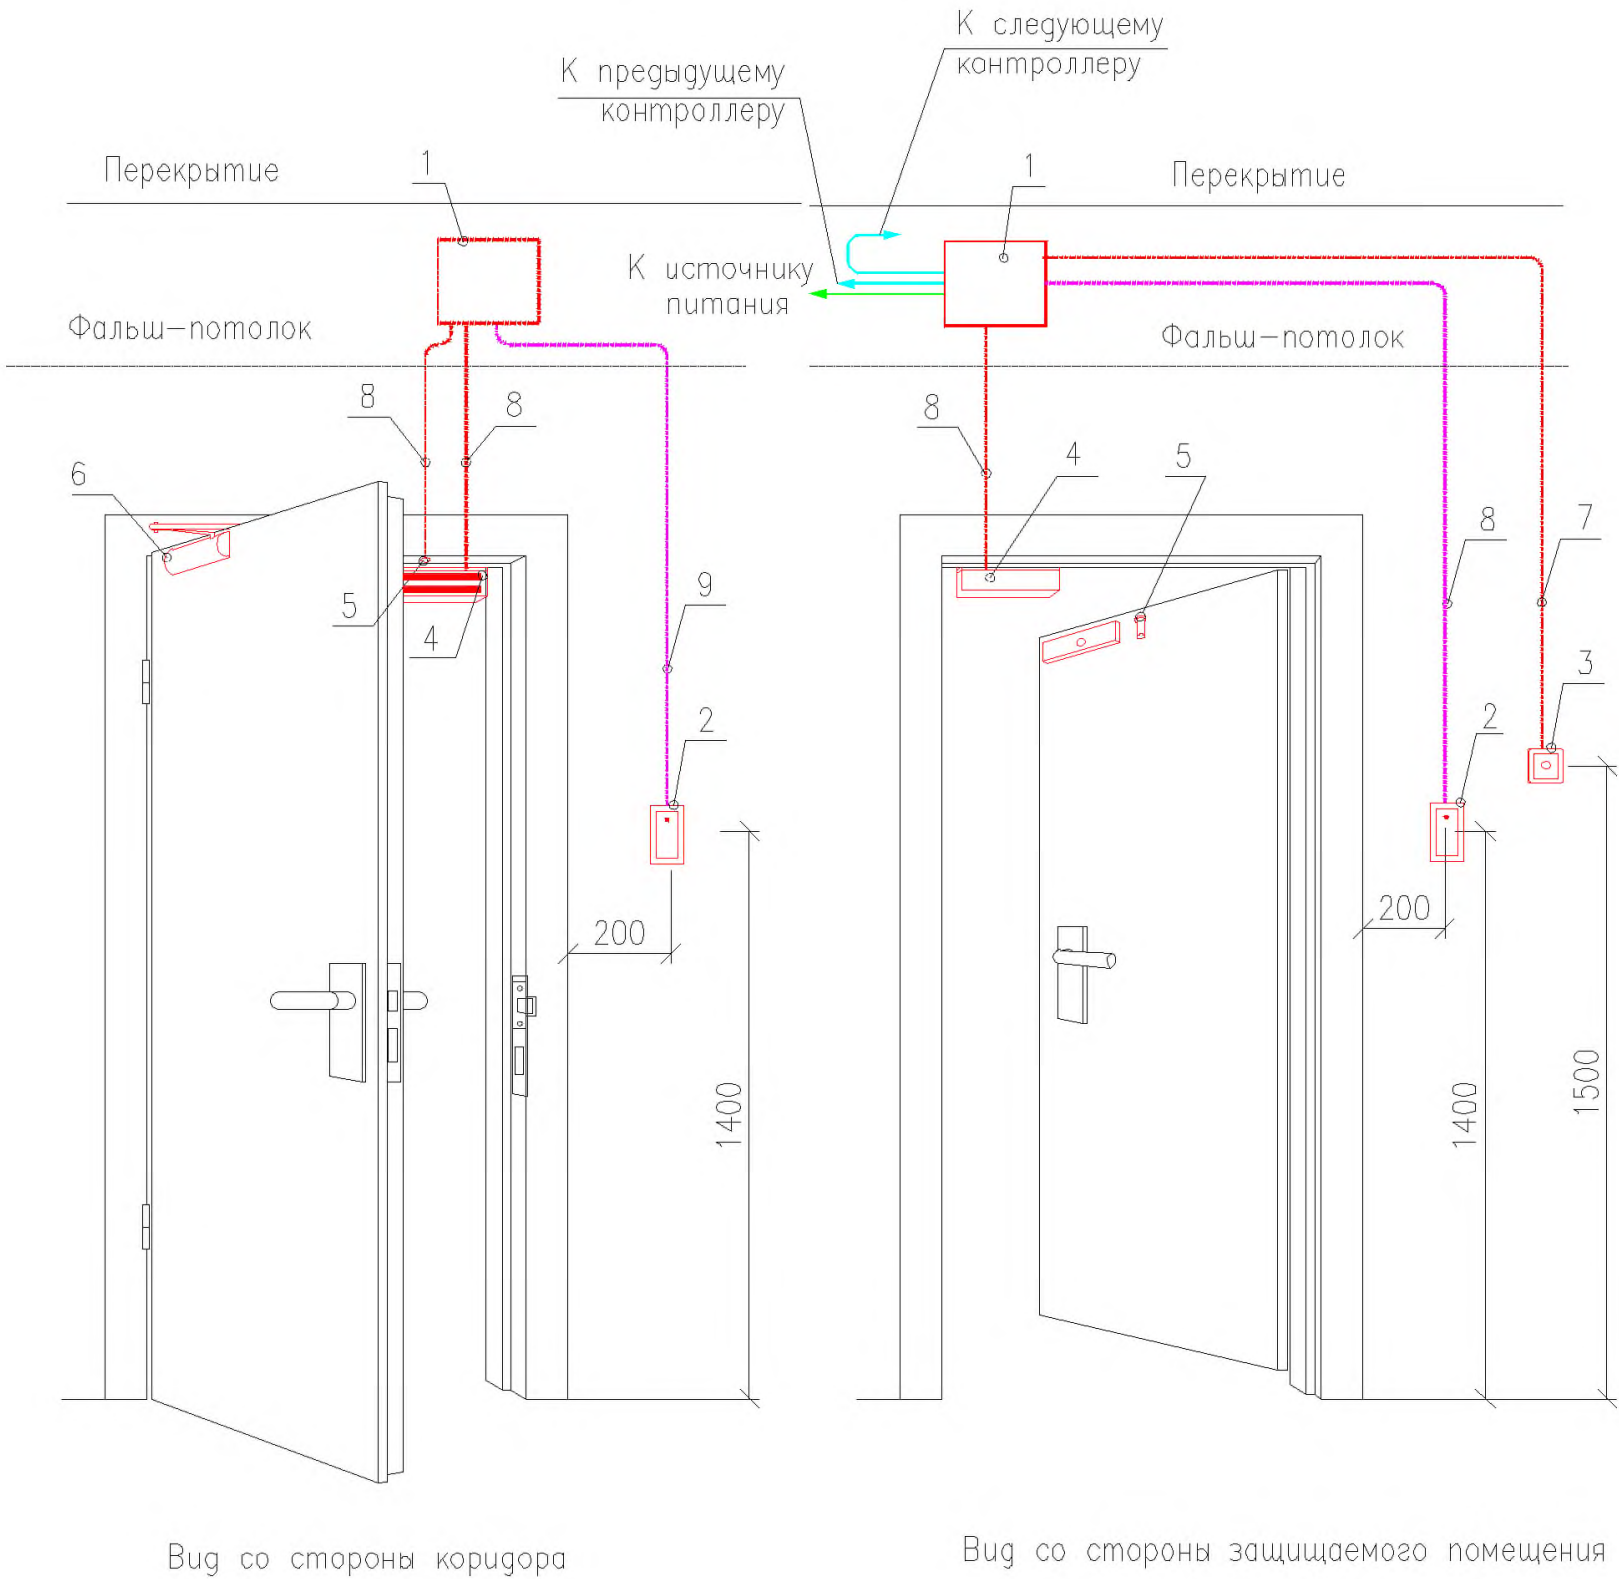 К следующему
контроллеру
К предыдущему
контроллеру
Перекрытие
1
1
Перекрытие
К источнику
питания
Фальш-потолок
Фальш-потолок
8
8
8
4
5
6
8
7
5
4
9
3
2
2
200
200
1400
1400
1500
Вид со стороны коридора
Вид со стороны защищаемого помещения